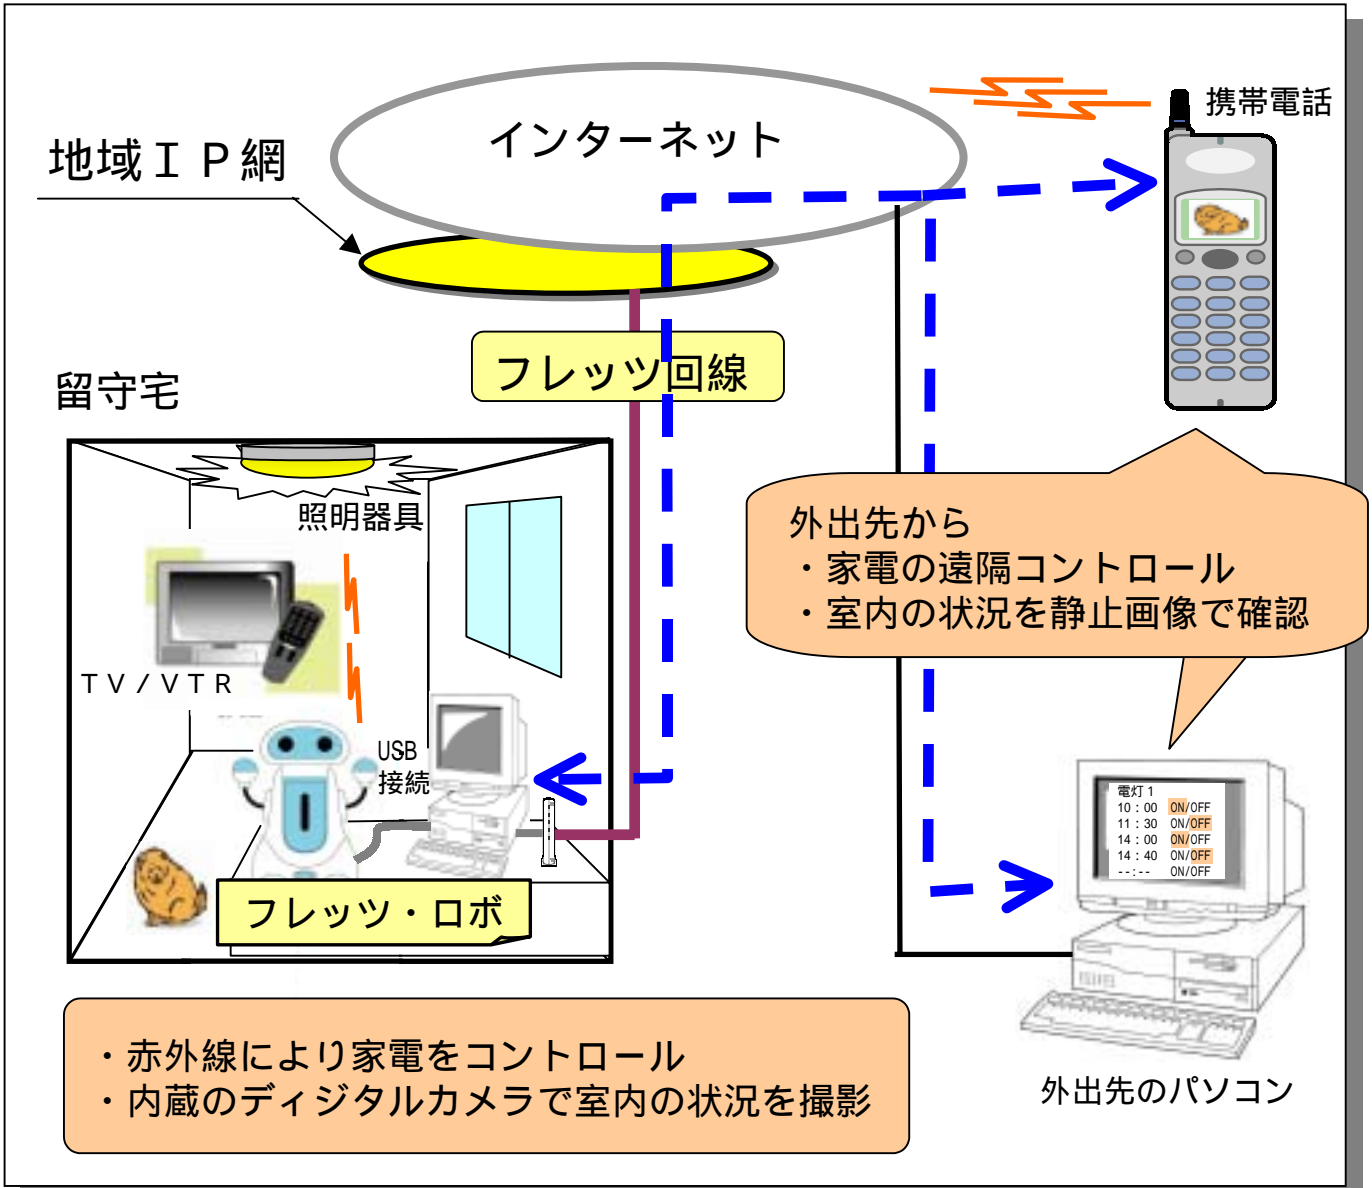 インターネット
携帯電話
地域ＩＰ網
フレッツ回線
留守宅
照明器具
ＴＶ/ＶＴＲ
USB
接続
フレッツ・ロボ
外出先から
・家電の遠隔コントロール
・室内の状況を静止画像で確認
電灯１
10：00 ON/OFF
11：30 ON/OFF
14：00 ON/OFF
14：40 ON/OFF
--:-- ON/OFF
外出先のパソコン
・赤外線により家電をコントロール
・内蔵のディジタルカメラで室内の状況を撮影